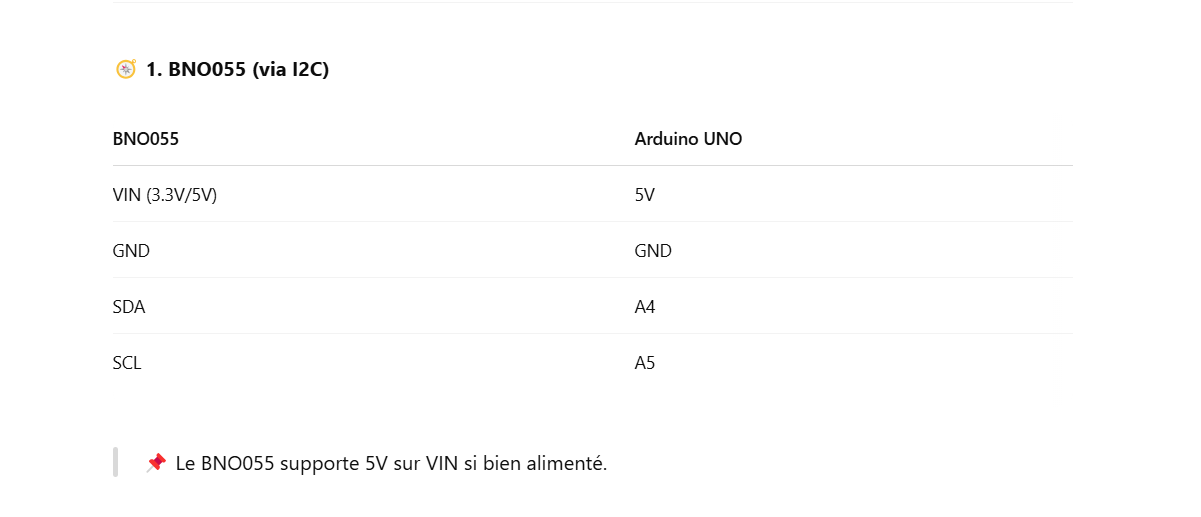 🧭 1. BNO055 (via I2C)
BNO055 Arduino UNO
VIN (3.3V/5V) 5V
GND GND
SDA A4
SCL A5
📌 Le BNO055 supporte 5V sur VIN si bien alimenté.